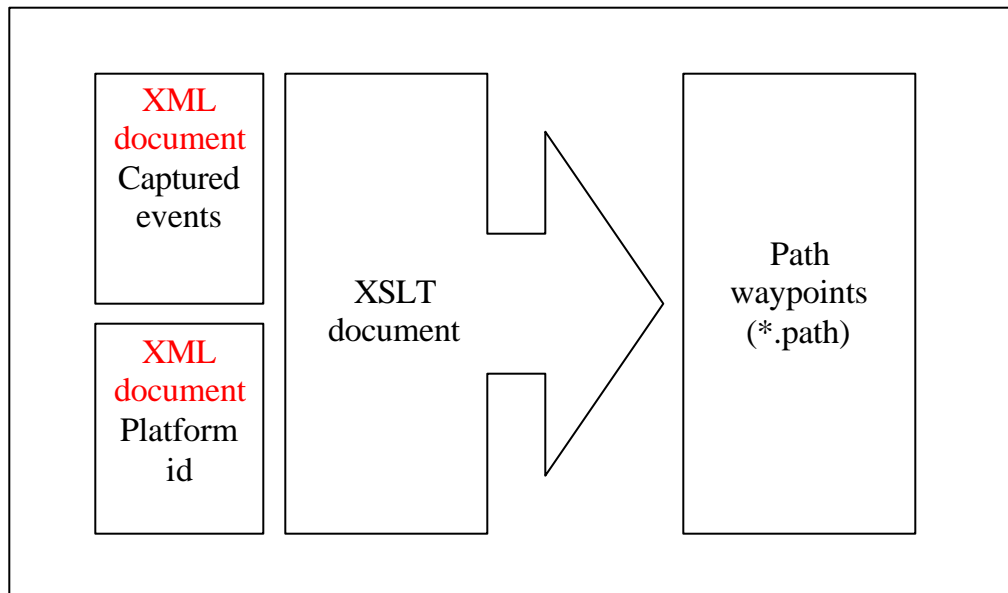 XML
document
Captured
events
XML
document
Platform
id
XSLT
document
Path
waypoints
(*.path)